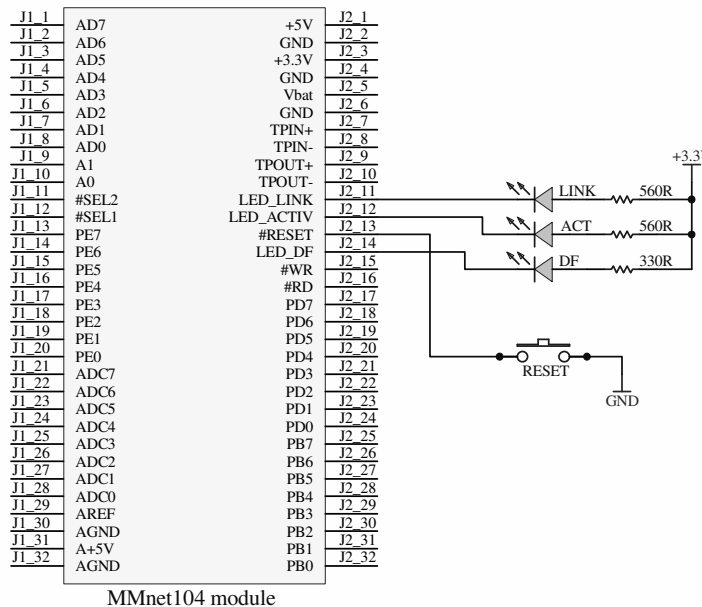 J1_1 AD7 +5V J2_1
J1_2 AD6 GND J2_2
J1_3 AD5 +3.3V J2_3
J1_4 AD4 GND J2_4
J1_5 AD3 Vbat J2_5
J1_6 AD2 GND J2_6
J1_7 AD1 TPIN+ J2_7
J1_8 AD0 TPIN- J2_8
J1_9 A1 TPOUT+ J2_9
J1_10 A0 TPOUT- J2_10
J1_11 #SEL2 LED_LINK J2_11 LINK 560R
J1_12 #SEL1 LED_ACTIV J2_12 ACT 560R
J1_13 PE7 #RESET J2_13
J1_14 PE6 LED_DF J2_14 DF 330R
J1_15 PE5 #WR J2_15
J1_16 PE4 #RD J2_16
J1_17 PE3 PD7 J2_17
J1_18 PE2 PD6 J2_18
J1_19 PE1 PD5 J2_19
J1_20 PE0 PD4 J2_20
J1_21 ADC7 PD3 J2_21
J1_22 ADC6 PD2 J2_22
J1_23 ADC5 PD1 J2_23
J1_24 ADC4 PD0 J2_24
J1_25 ADC3 PB7 J2_25
J1_26 ADC2 PB6 J2_26
J1_27 ADC1 PB5 J2_27
J1_28 ADC0 PB4 J2_28
J1_29 AREF PB3 J2_29
J1_30 AGND PB2 J2_30
J1_31 A+5V PB1 J2_31
J1_32 AGND PB0 J2_32
+3.3V
RESET
GND
MMnet104 module